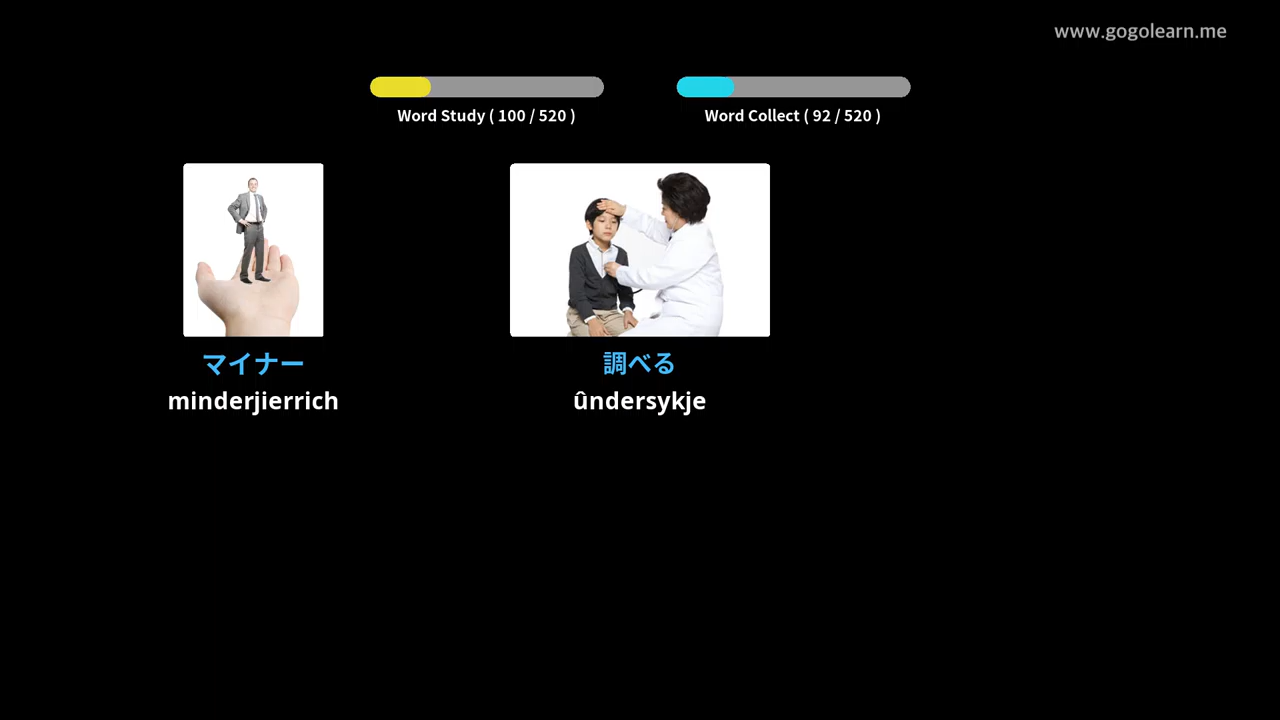 www.gogolearn.me
Word Study ( 100 / 520 )
Word Collect ( 92 / 520 )
マイナー
minderjierrich
調べる
ûndersykje